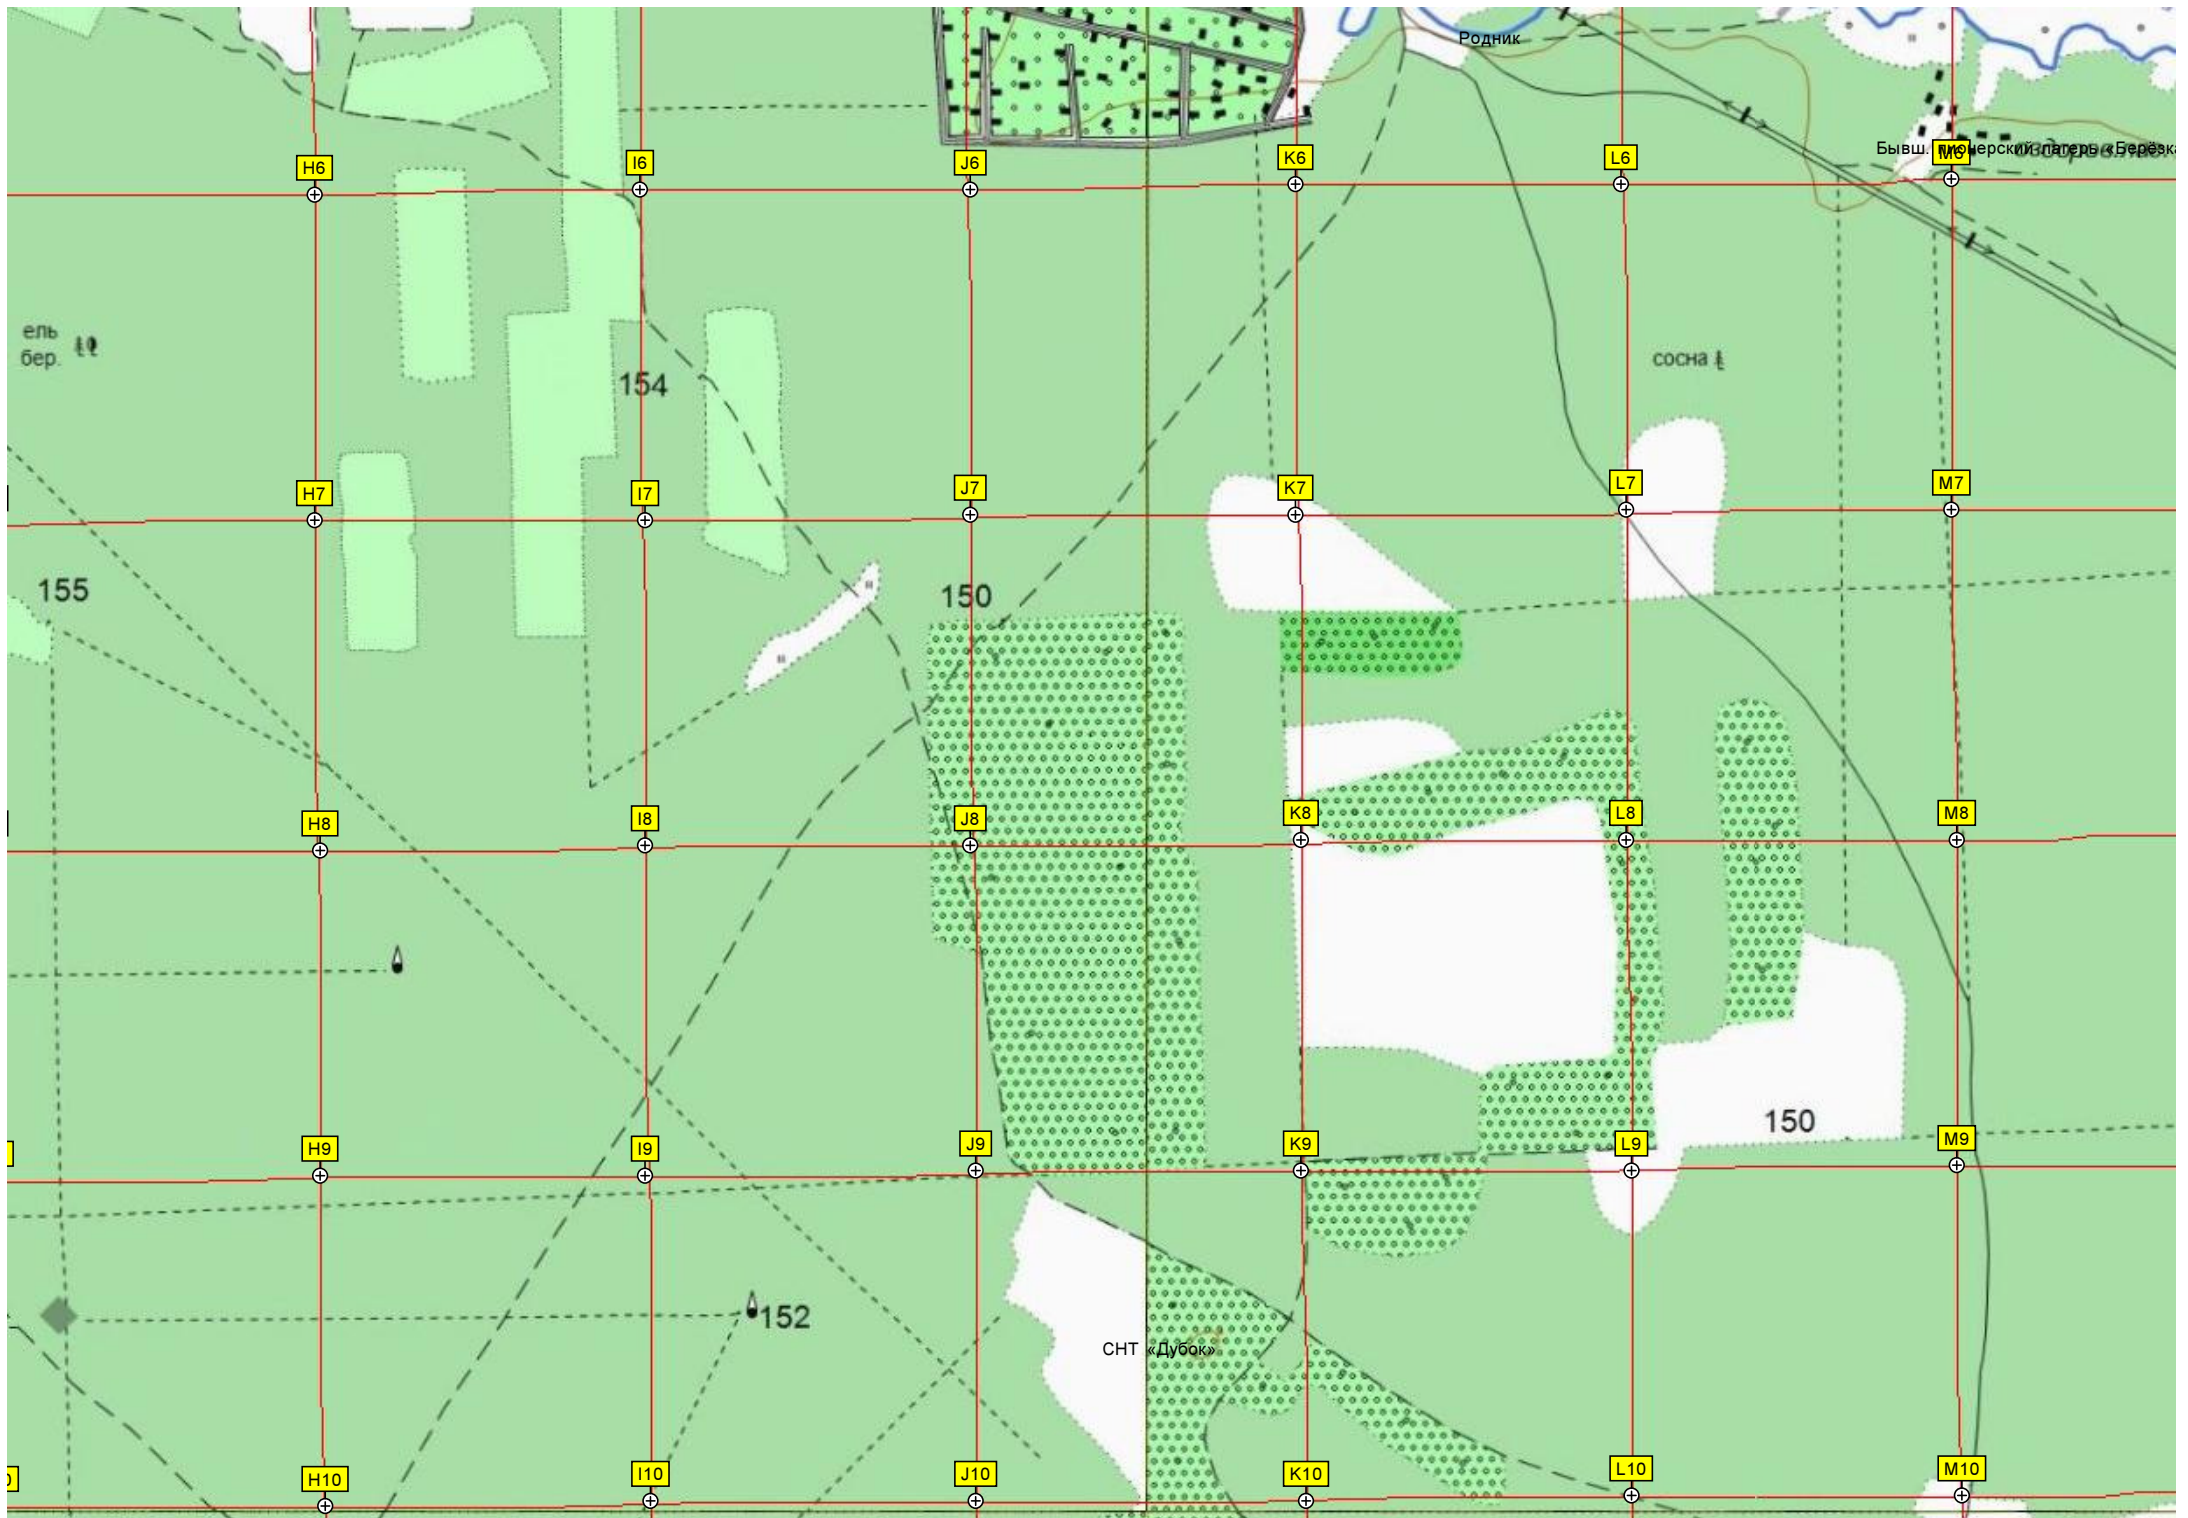 Родник
H6
I6
J6
K6
L6
M6
Бывш. пионерский лагерь «Берёзка
ель
бер.
154
сосна
H7
I7
J7
K7
L7
M7
155
150
H8
I8
J8
K8
L8
M8
150
H9
I9
J9
K9
L9
M9
152
СНТ «Дубок»
H10
I10
J10
K10
L10
M10